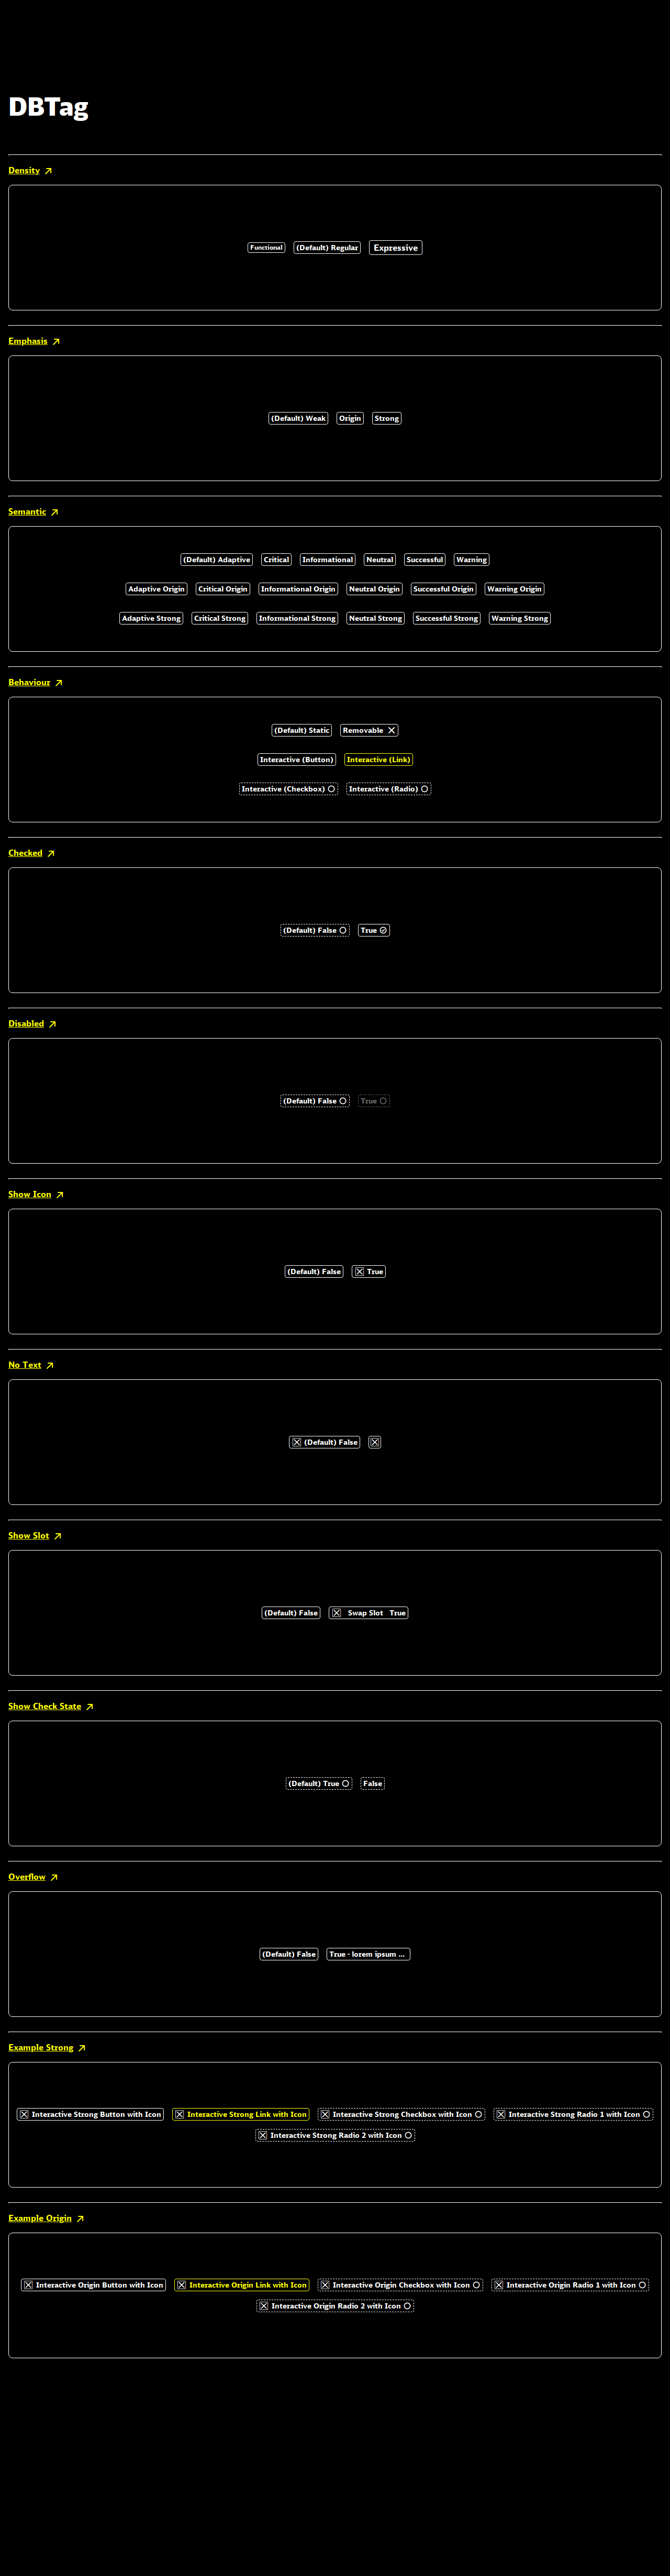 DBTag
Density
Functional (Default) Regular Expressive
Emphasis
(Default) Weak Origin Strong
Semantic
(Default) Adaptive Critical Informational Neutral Successful Warning
Adaptive Origin Critical Origin Informational Origin Neutral Origin Successful Origin Warning Origin
Adaptive Strong Critical Strong Informational Strong Neutral Strong Successful Strong Warning Strong
Behaviour
(Default) Static Removable
Interactive (Button) Interactive (Link)
Interactive (Checkbox) Interactive (Radio)
Checked
(Default) False True
Disabled
(Default) False True
Show Icon
(Default) False True
No Text
(Default) False
Show Slot
(Default) False Swap Slot True
Show Check State
(Default) True False
Overflow
(Default) False True - lorem ipsum ...
Example Strong
Interactive Strong Button with Icon Interactive Strong Link with Icon Interactive Strong Checkbox with Icon Interactive Strong Radio 1 with Icon
Interactive Strong Radio 2 with Icon
Example Origin
Interactive Origin Button with Icon Interactive Origin Link with Icon Interactive Origin Checkbox with Icon Interactive Origin Radio 1 with Icon
Interactive Origin Radio 2 with Icon